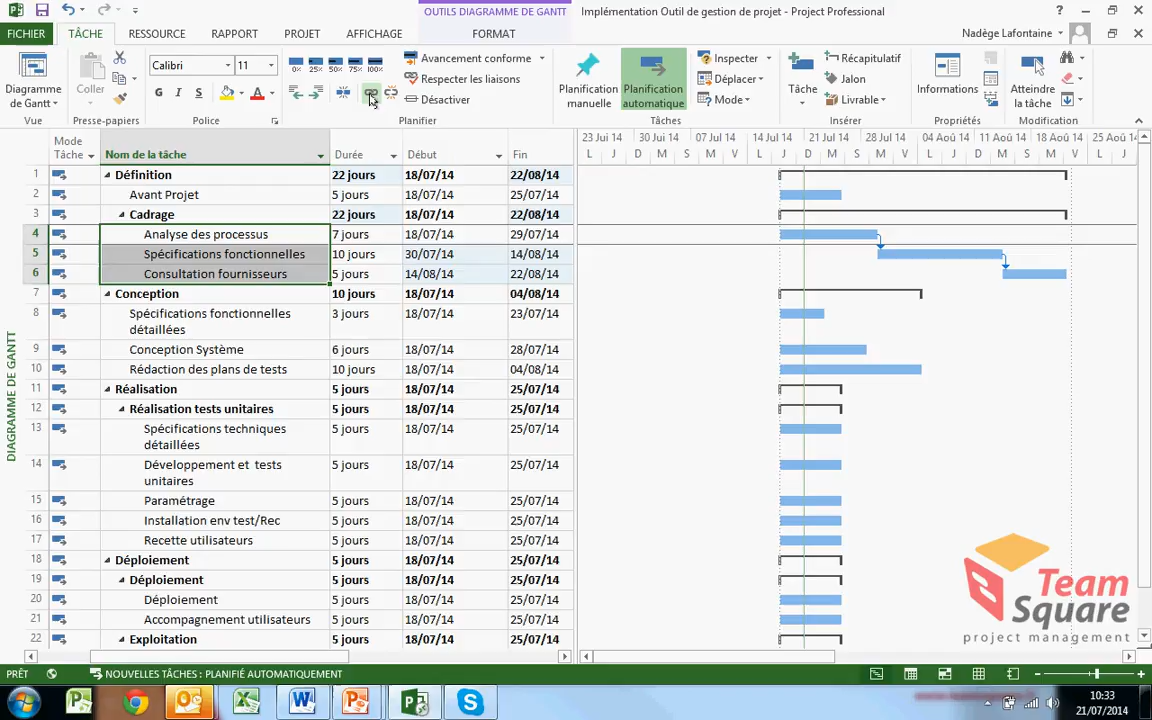 OUTILS DIAGRAMME DE GANTT
Implémentation Outil de gestion de projet - Project Professional
FICHIER TÂCHE RESSOURCE RAPPORT PROJET AFFICHAGE FORMAT
Nadège Lafontaine
Diagramme de Gantt
Vue
Coller
Presse-papiers
Calibri 11
G I S A
Police
0% 25% 50% 75% 100%
Avancement conforme
Respecter les liaisons
Désactiver
Planifier
Planification manuelle
Planification automatique
Inspecter
Déplacer
Mode
Tâches
Tâche
Récapitulatif
Jalon
Livrable
Insérer
Informations
Propriétés
Atteindre la tâche
Modification
Mode Tâche Nom de la tâche Durée Début Fin
23 Jui 14 30 Jui 14 07 Jul 14 14 Jul 14 21 Jul 14 28 Jul 14 04 Aoû 14 11 Aoû 14 18 Aoû 14 25 Aoû 14
L J D M S M V L J D M S M V L J D M S V L J
1 Définition 22 jours 18/07/14 22/08/14
2 Avant Projet 5 jours 18/07/14 25/07/14
3 Cadrage 22 jours 18/07/14 22/08/14
4 Analyse des processus 7 jours 18/07/14 29/07/14
5 Spécifications fonctionnelles 10 jours 30/07/14 14/08/14
6 Consultation fournisseurs 5 jours 14/08/14 22/08/14
7 Conception 10 jours 18/07/14 04/08/14
8 Spécifications fonctionnelles détaillées 3 jours 18/07/14 23/07/14
9 Conception Système 6 jours 18/07/14 28/07/14
10 Rédaction des plans de tests 10 jours 18/07/14 04/08/14
11 Réalisation 5 jours 18/07/14 25/07/14
12 Réalisation tests unitaires 5 jours 18/07/14 25/07/14
13 Spécifications techniques détaillées 5 jours 18/07/14 25/07/14
14 Développement et tests unitaires 5 jours 18/07/14 25/07/14
15 Paramétrage 5 jours 18/07/14 25/07/14
16 Installation env test/Rec 5 jours 18/07/14 25/07/14
17 Recette utilisateurs 5 jours 18/07/14 25/07/14
18 Déploiement 5 jours 18/07/14 25/07/14
19 Déploiement 5 jours 18/07/14 25/07/14
20 Déploiement 5 jours 18/07/14 25/07/14
21 Accompagnement utilisateurs 5 jours 18/07/14 25/07/14
22 Exploitation 5 jours 18/07/14 25/07/14
DIAGRAMME DE GANTT
Team
Square
project management
PRÊT NOUVELLES TÂCHES : PLANIFIÉ AUTOMATIQUEMENT
10:33
21/07/2014